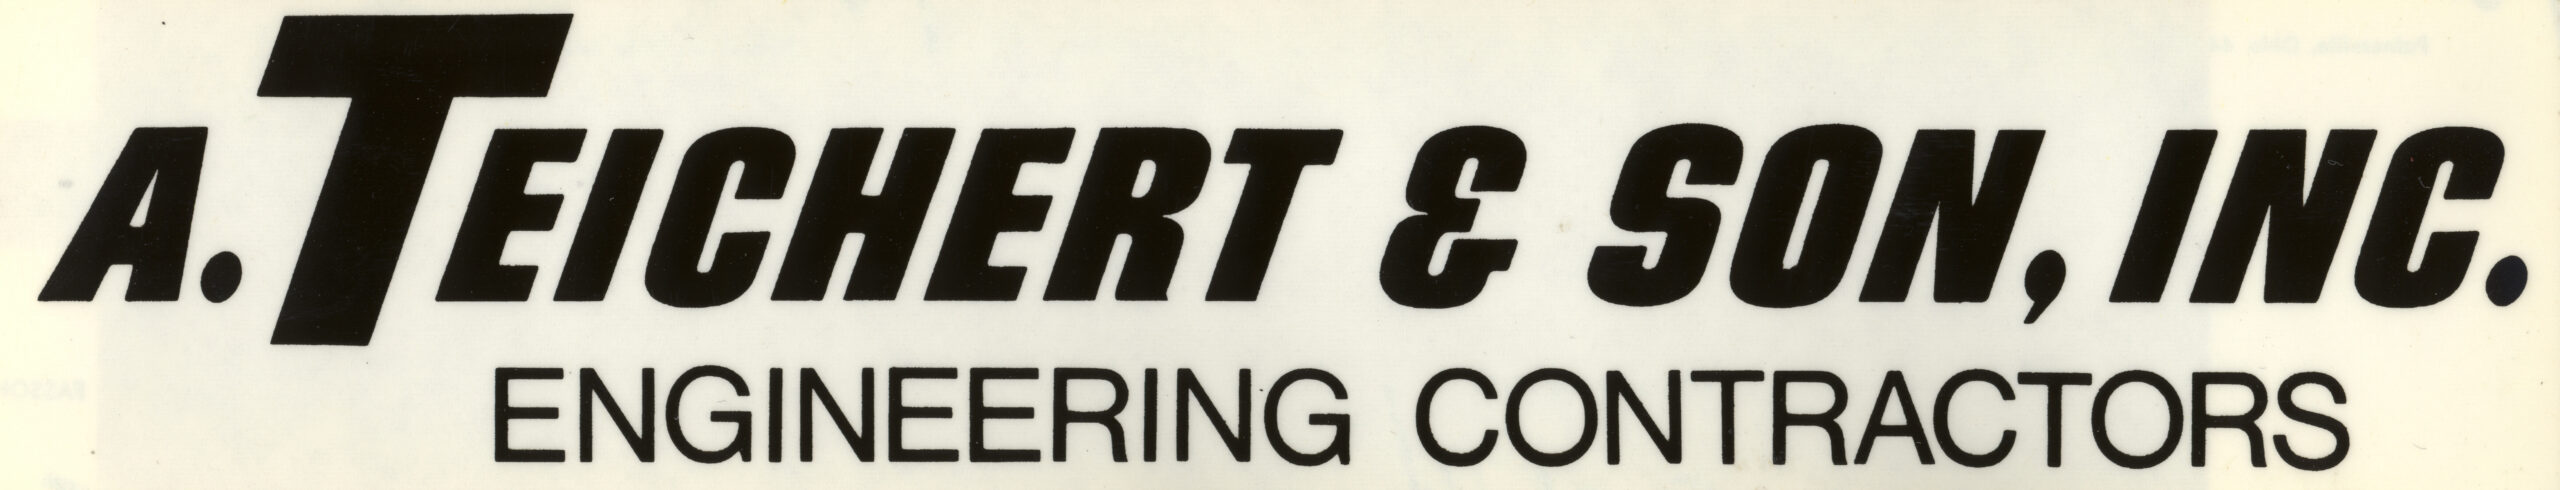 A. TEICHERT & SON, INC.
ENGINEERING CONTRACTORS